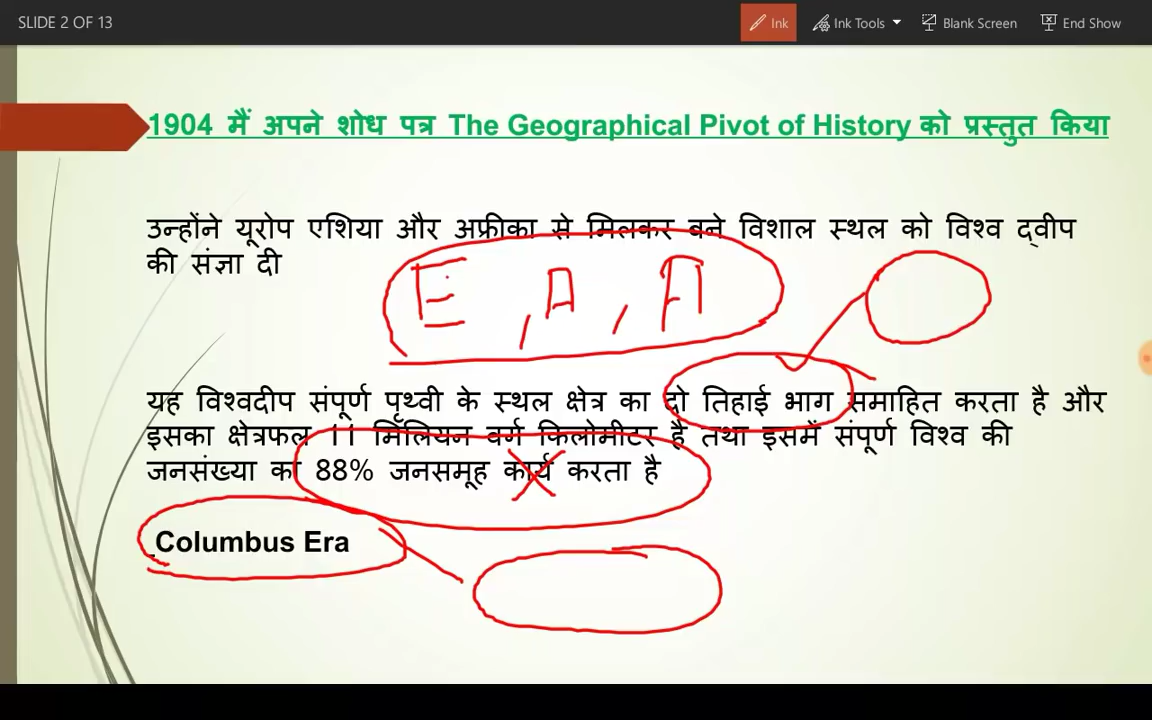 SLIDE 2 OF 13
Ink Ink Tools Blank Screen End Show
1904 मैं अपने शोध पत्र The Geographical Pivot of History को प्रस्तुत किया
उन्होंने यूरोप एशिया और अफ्रीका से मिलकर बने विशाल स्थल को विश्व द्वीप
की संज्ञा दी
E , A , A
यह विश्वदीप संपूर्ण पृथ्वी के स्थल क्षेत्र का दो तिहाई भाग समाहित करता है और
इसका क्षेत्रफल 11 मिलियन वर्ग किलोमीटर है तथा इसमें संपूर्ण विश्व की
जनसंख्या का 88% जनसमूह कार्य करता है
Columbus Era